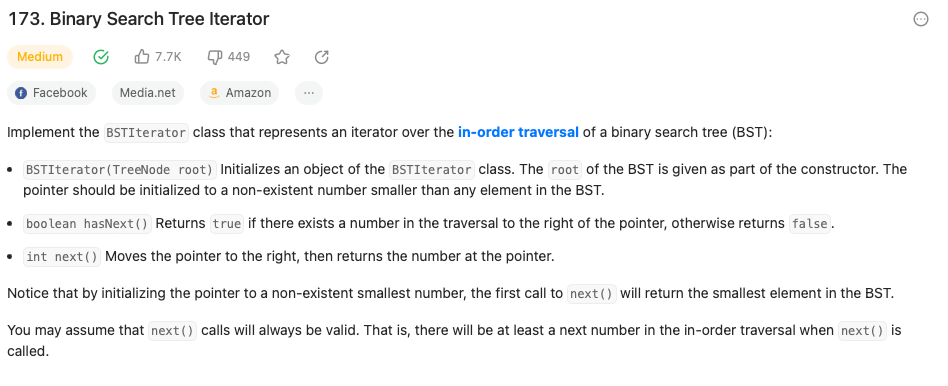 173. Binary Search Tree Iterator
Medium 7.7K 449
Facebook Media.net Amazon ...
Implement the BSTIterator class that represents an iterator over the in-order traversal of a binary search tree (BST):
• BSTIterator(TreeNode root) Initializes an object of the BSTIterator class. The root of the BST is given as part of the constructor. The
pointer should be initialized to a non-existent number smaller than any element in the BST.
• boolean hasNext() Returns true if there exists a number in the traversal to the right of the pointer, otherwise returns false.
• int next() Moves the pointer to the right, then returns the number at the pointer.
Notice that by initializing the pointer to a non-existent smallest number, the first call to next() will return the smallest element in the BST.
You may assume that next() calls will always be valid. That is, there will be at least a next number in the in-order traversal when next() is
called.